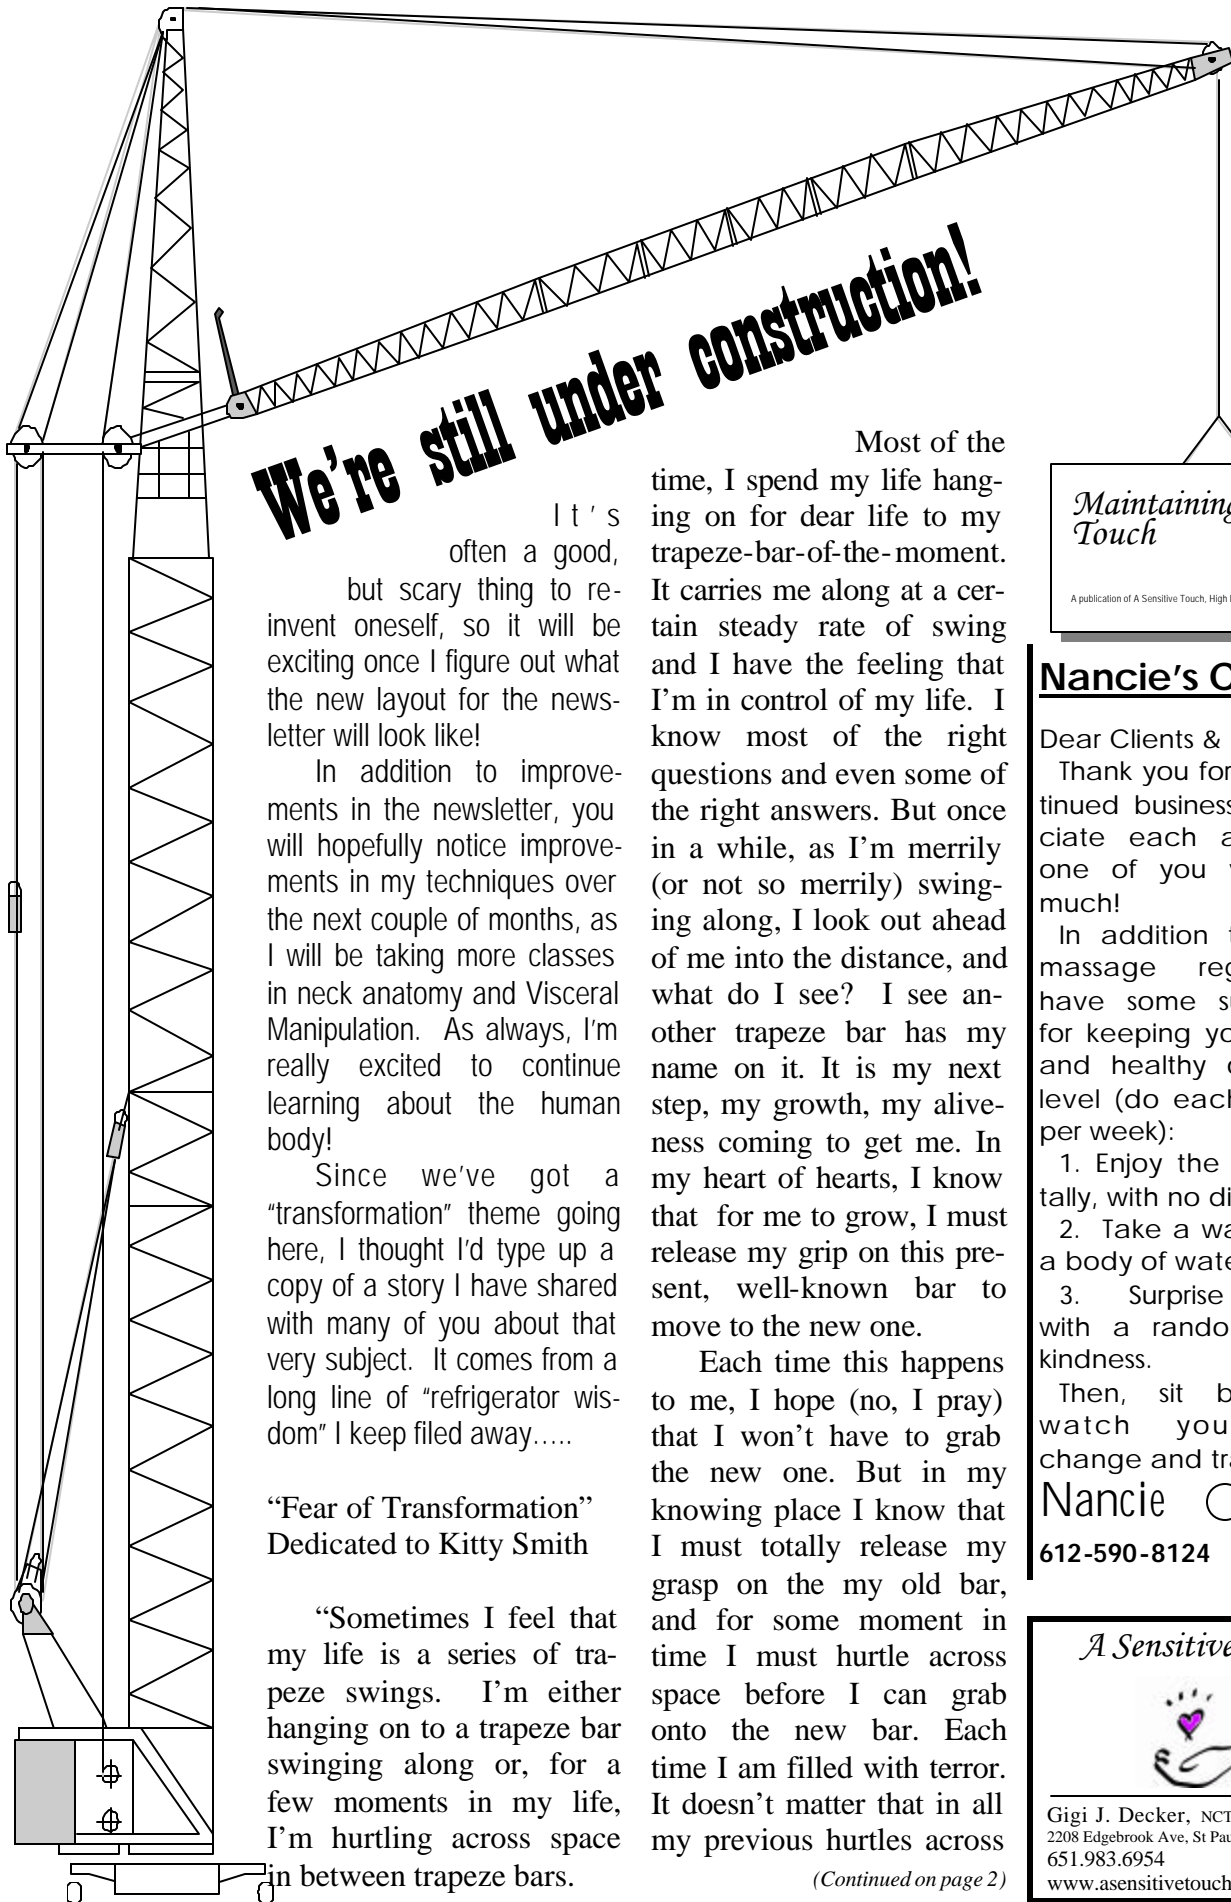 We're still under construction!
It's
often a good,
but scary thing to re-
invent oneself, so it will be
exciting once I figure out what
the new layout for the news-
letter will look like!
In addition to improve-
ments in the newsletter, you
will hopefully notice improve-
ments in my techniques over
the next couple of months, as
I will be taking more classes
in neck anatomy and Visceral
Manipulation. As always, I'm
really excited to continue
learning about the human
body!
Since we've got a
"transformation" theme going
here, I thought I'd type up a
copy of a story I have shared
with many of you about that
very subject. It comes from a
long line of "refrigerator wis-
dom" I keep filed away…..
“Fear of Transformation”
Dedicated to Kitty Smith
“Sometimes I feel that
my life is a series of tra-
peze swings. I’m either
hanging on to a trapeze bar
swinging along or, for a
few moments in my life,
I’m hurtling across space
in between trapeze bars.
Most of the
time, I spend my life hang-
ing on for dear life to my
trapeze-bar-of-the-moment.
It carries me along at a cer-
tain steady rate of swing
and I have the feeling that
I’m in control of my life. I
know most of the right
questions and even some of
the right answers. But once
in a while, as I’m merrily
(or not so merrily) swing-
ing along, I look out ahead
of me into the distance, and
what do I see? I see an-
other trapeze bar has my
name on it. It is my next
step, my growth, my alive-
ness coming to get me. In
my heart of hearts, I know
that for me to grow, I must
release my grip on this pre-
sent, well-known bar to
move to the new one.
Each time this happens
to me, I hope (no, I pray)
that I won’t have to grab
the new one. But in my
knowing place I know that
I must totally release my
grasp on the my old bar,
and for some moment in
time I must hurtle across
space before I can grab
onto the new bar. Each
time I am filled with terror.
It doesn’t matter that in all
my previous hurtles across
(Continued on page 2)
Maintaining
Touch
A publication of A Sensitive Touch, High
Nancie’s
Dear Clients &
Thank you for
tinued business
ciate each
one of you
much!
In addition
massage
have some
for keeping
and healthy
level (do each
per week):
1. Enjoy the
tally, with no
2. Take a
a body of
3. Surprise
with a
kindness.
Then, sit
watch
change and
Nancie
612-590-8124
A Sensitive
Gigi J. Decker,
2208 Edgebrook Ave, St
651.983.6954
www.asensitivetouch